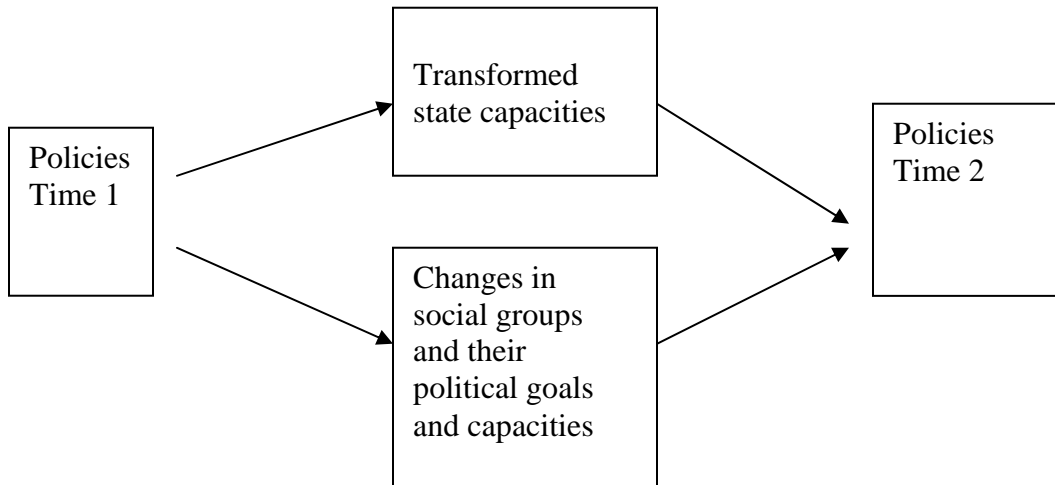 Policies
Time 1
Transformed
state capacities
Changes in
social groups
and their
political goals
and capacities
Policies
Time 2